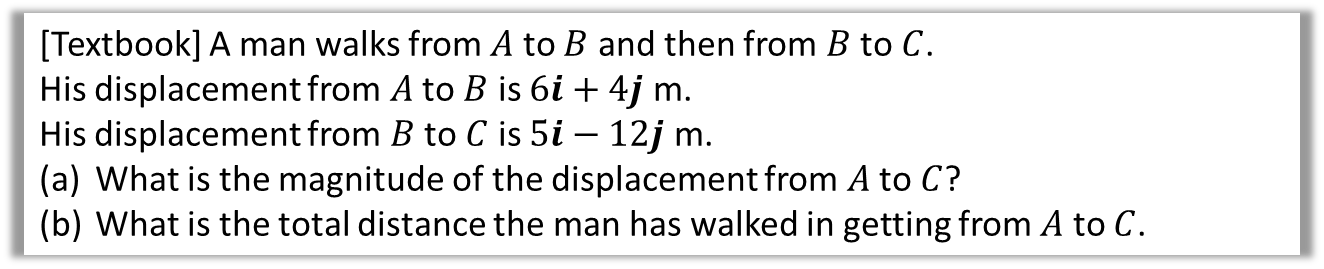 [Textbook] A man walks from A to B and then from B to C.
His displacement from A to B is 6i + 4j m.
His displacement from B to C is 5i − 12j m.
(a) What is the magnitude of the displacement from A to C?
(b) What is the total distance the man has walked in getting from A to C.